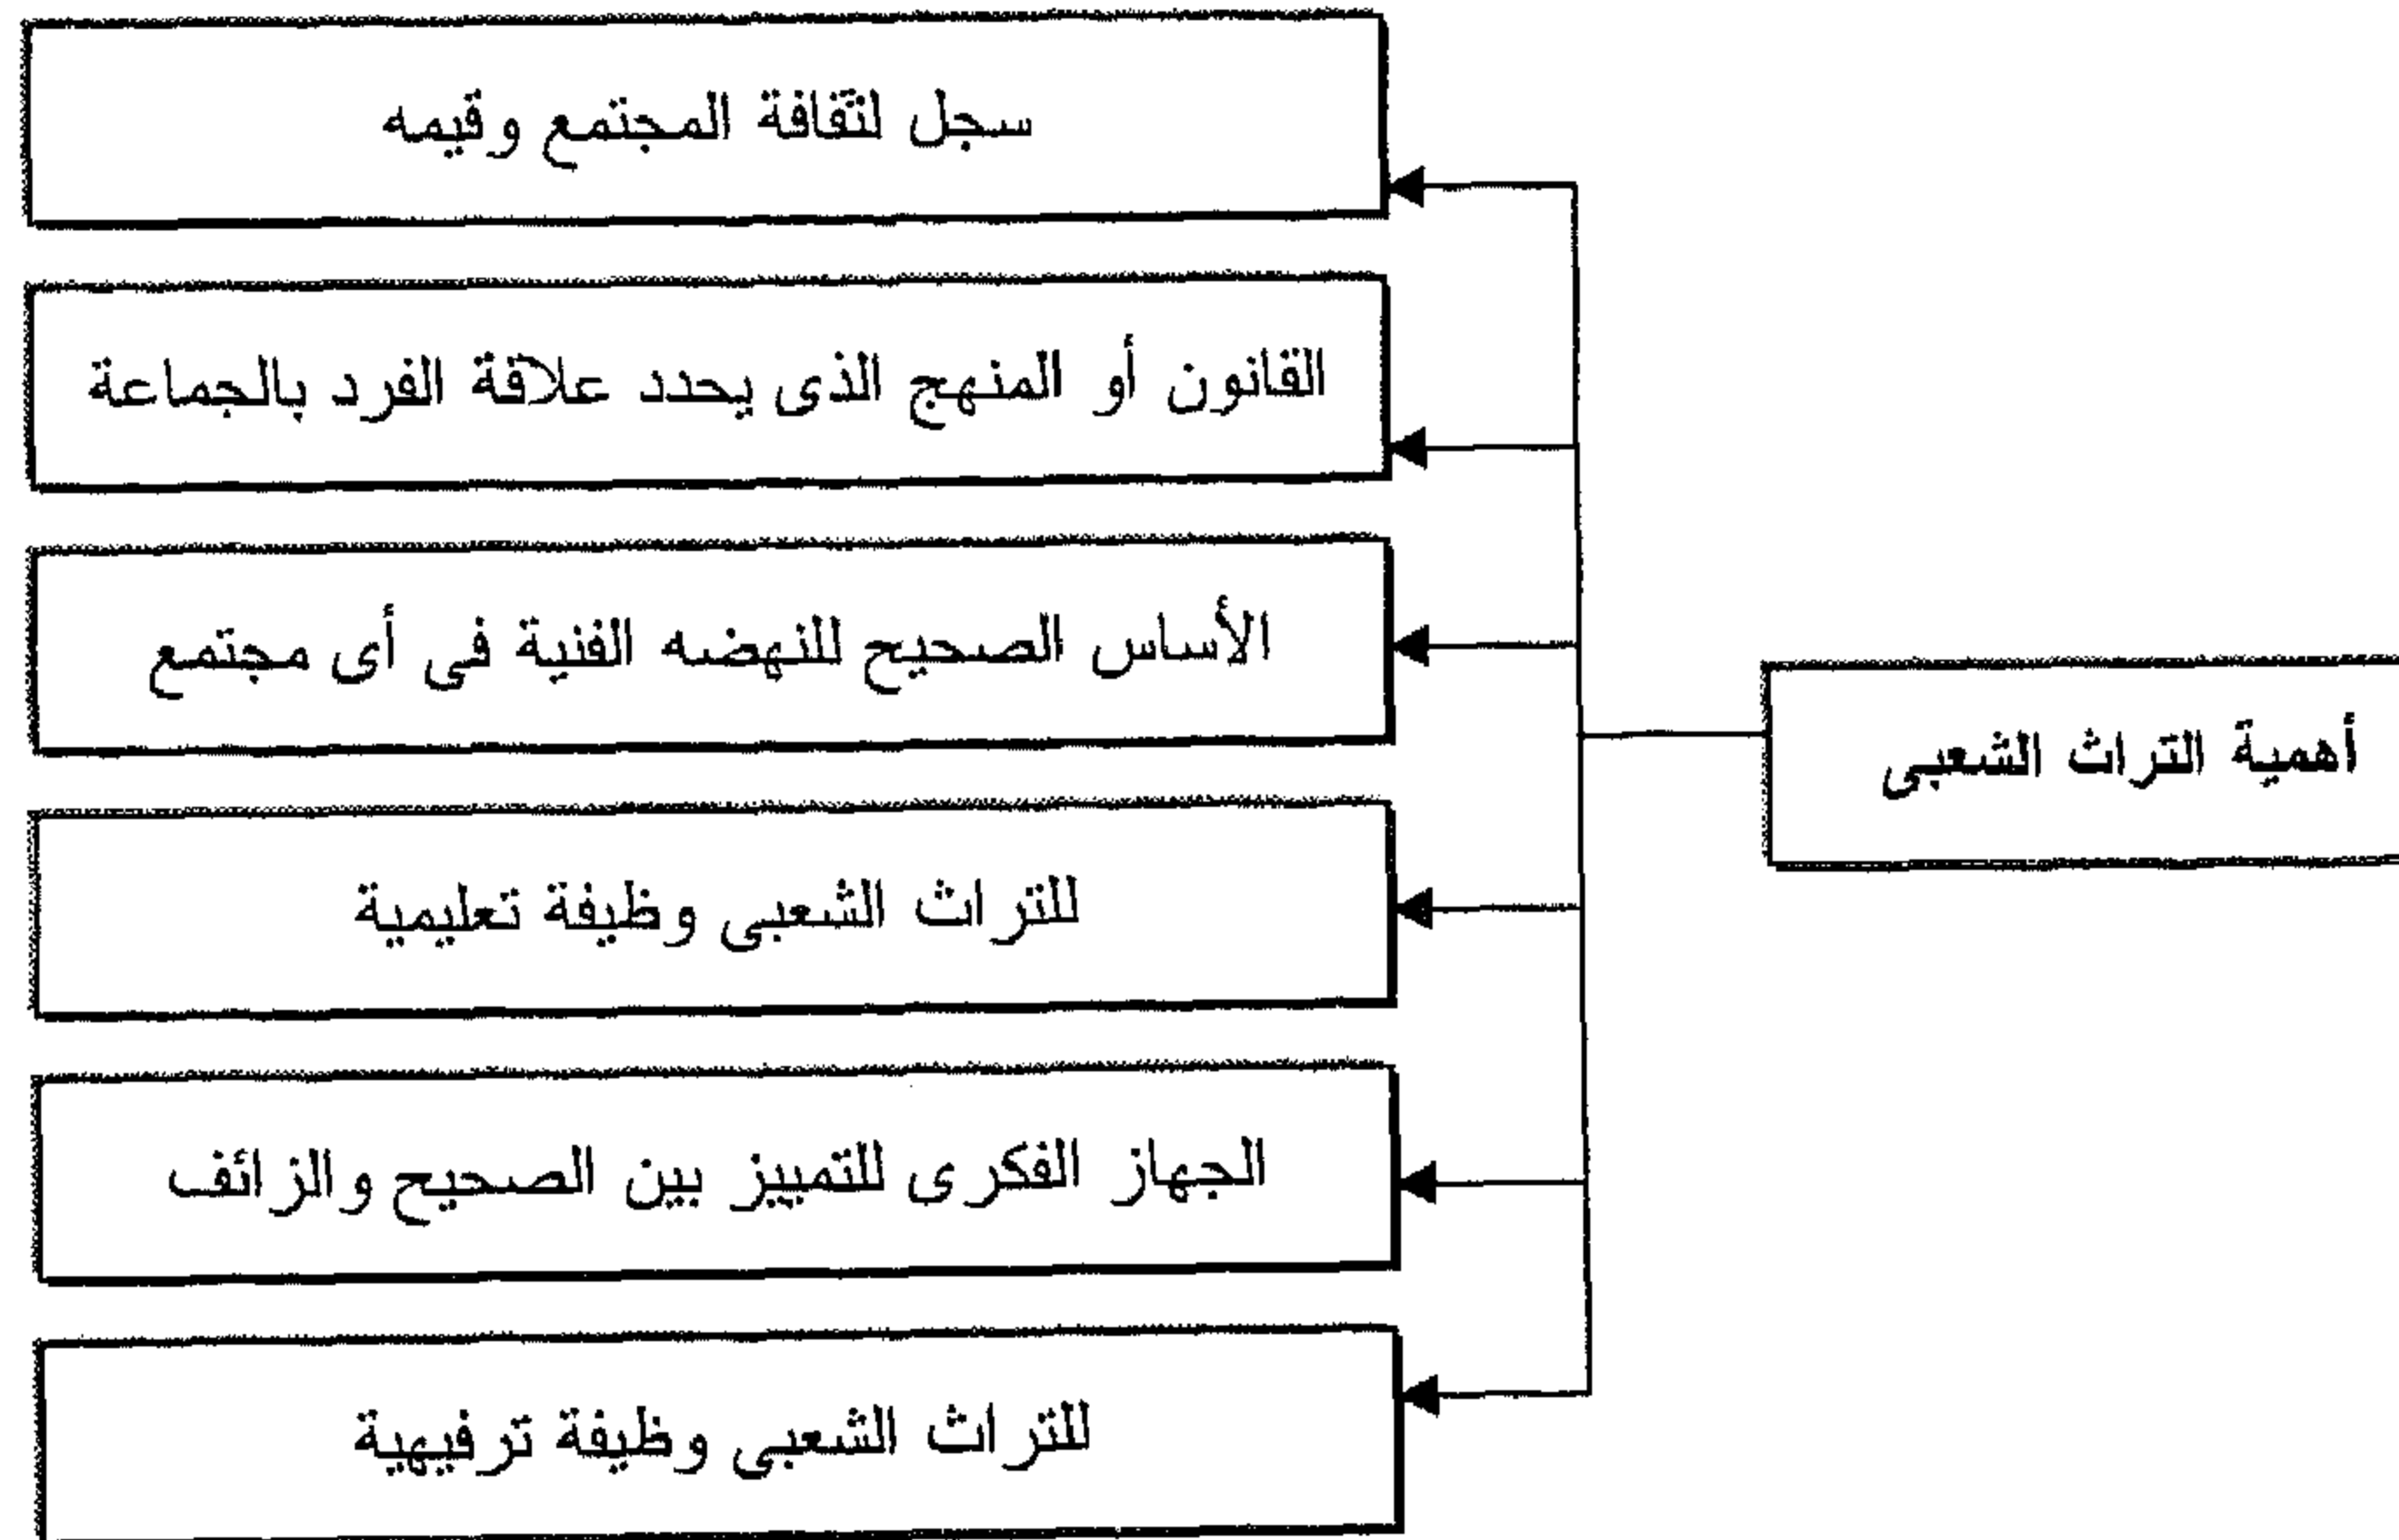 أهمية التراث الشعبى
سجل لثقافة المجتمع وقيمه
القانون أو المنهج الذى يحدد علاقة الفرد بالجماعة
الأساس الصحيح للنهضه الفنية فى أى مجتمع
للتراث الشعبى وظيفة تعليمية
الجهاز الفكرى للتمييز بين الصحيح والزائف
للتراث الشعبى وظيفة ترفيهية